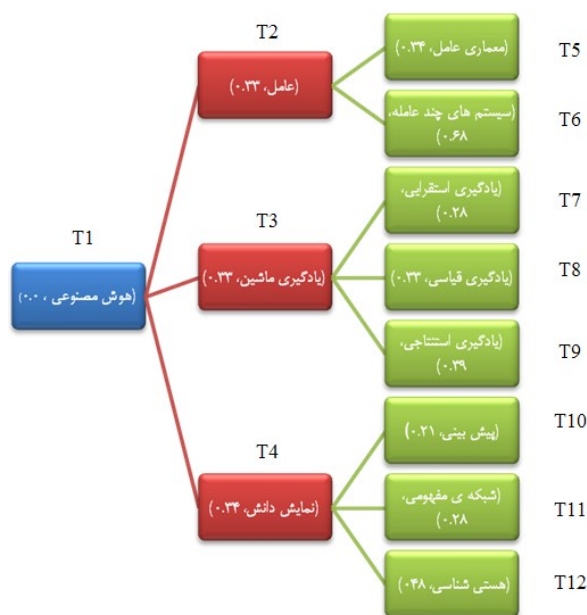 T2
T5
(معماری عامل، ۰.۳۴)
(عامل، ۰.۳۳)
T6
(سیستم های چند عامله،
۰.۶۸)
T3
T7
(یادگیری استقرایی،
۰.۲۸)
T1
T8
(هوش مصنوعی ، ۰.۰)
(یادگیری ماشین، ۰.۳۳)
(یادگیری قیاسی، ۰.۳۳)
T9
(یادگیری استنتاجی،
۰.۳۹)
T10
T4
(پیش بینی، ۰.۲۱)
(نمایش دانش، ۰.۳۴)
T11
(شبکه ی مفهومی،
۰.۲۸)
T12
(هستی شناسی، ۰۴۸)